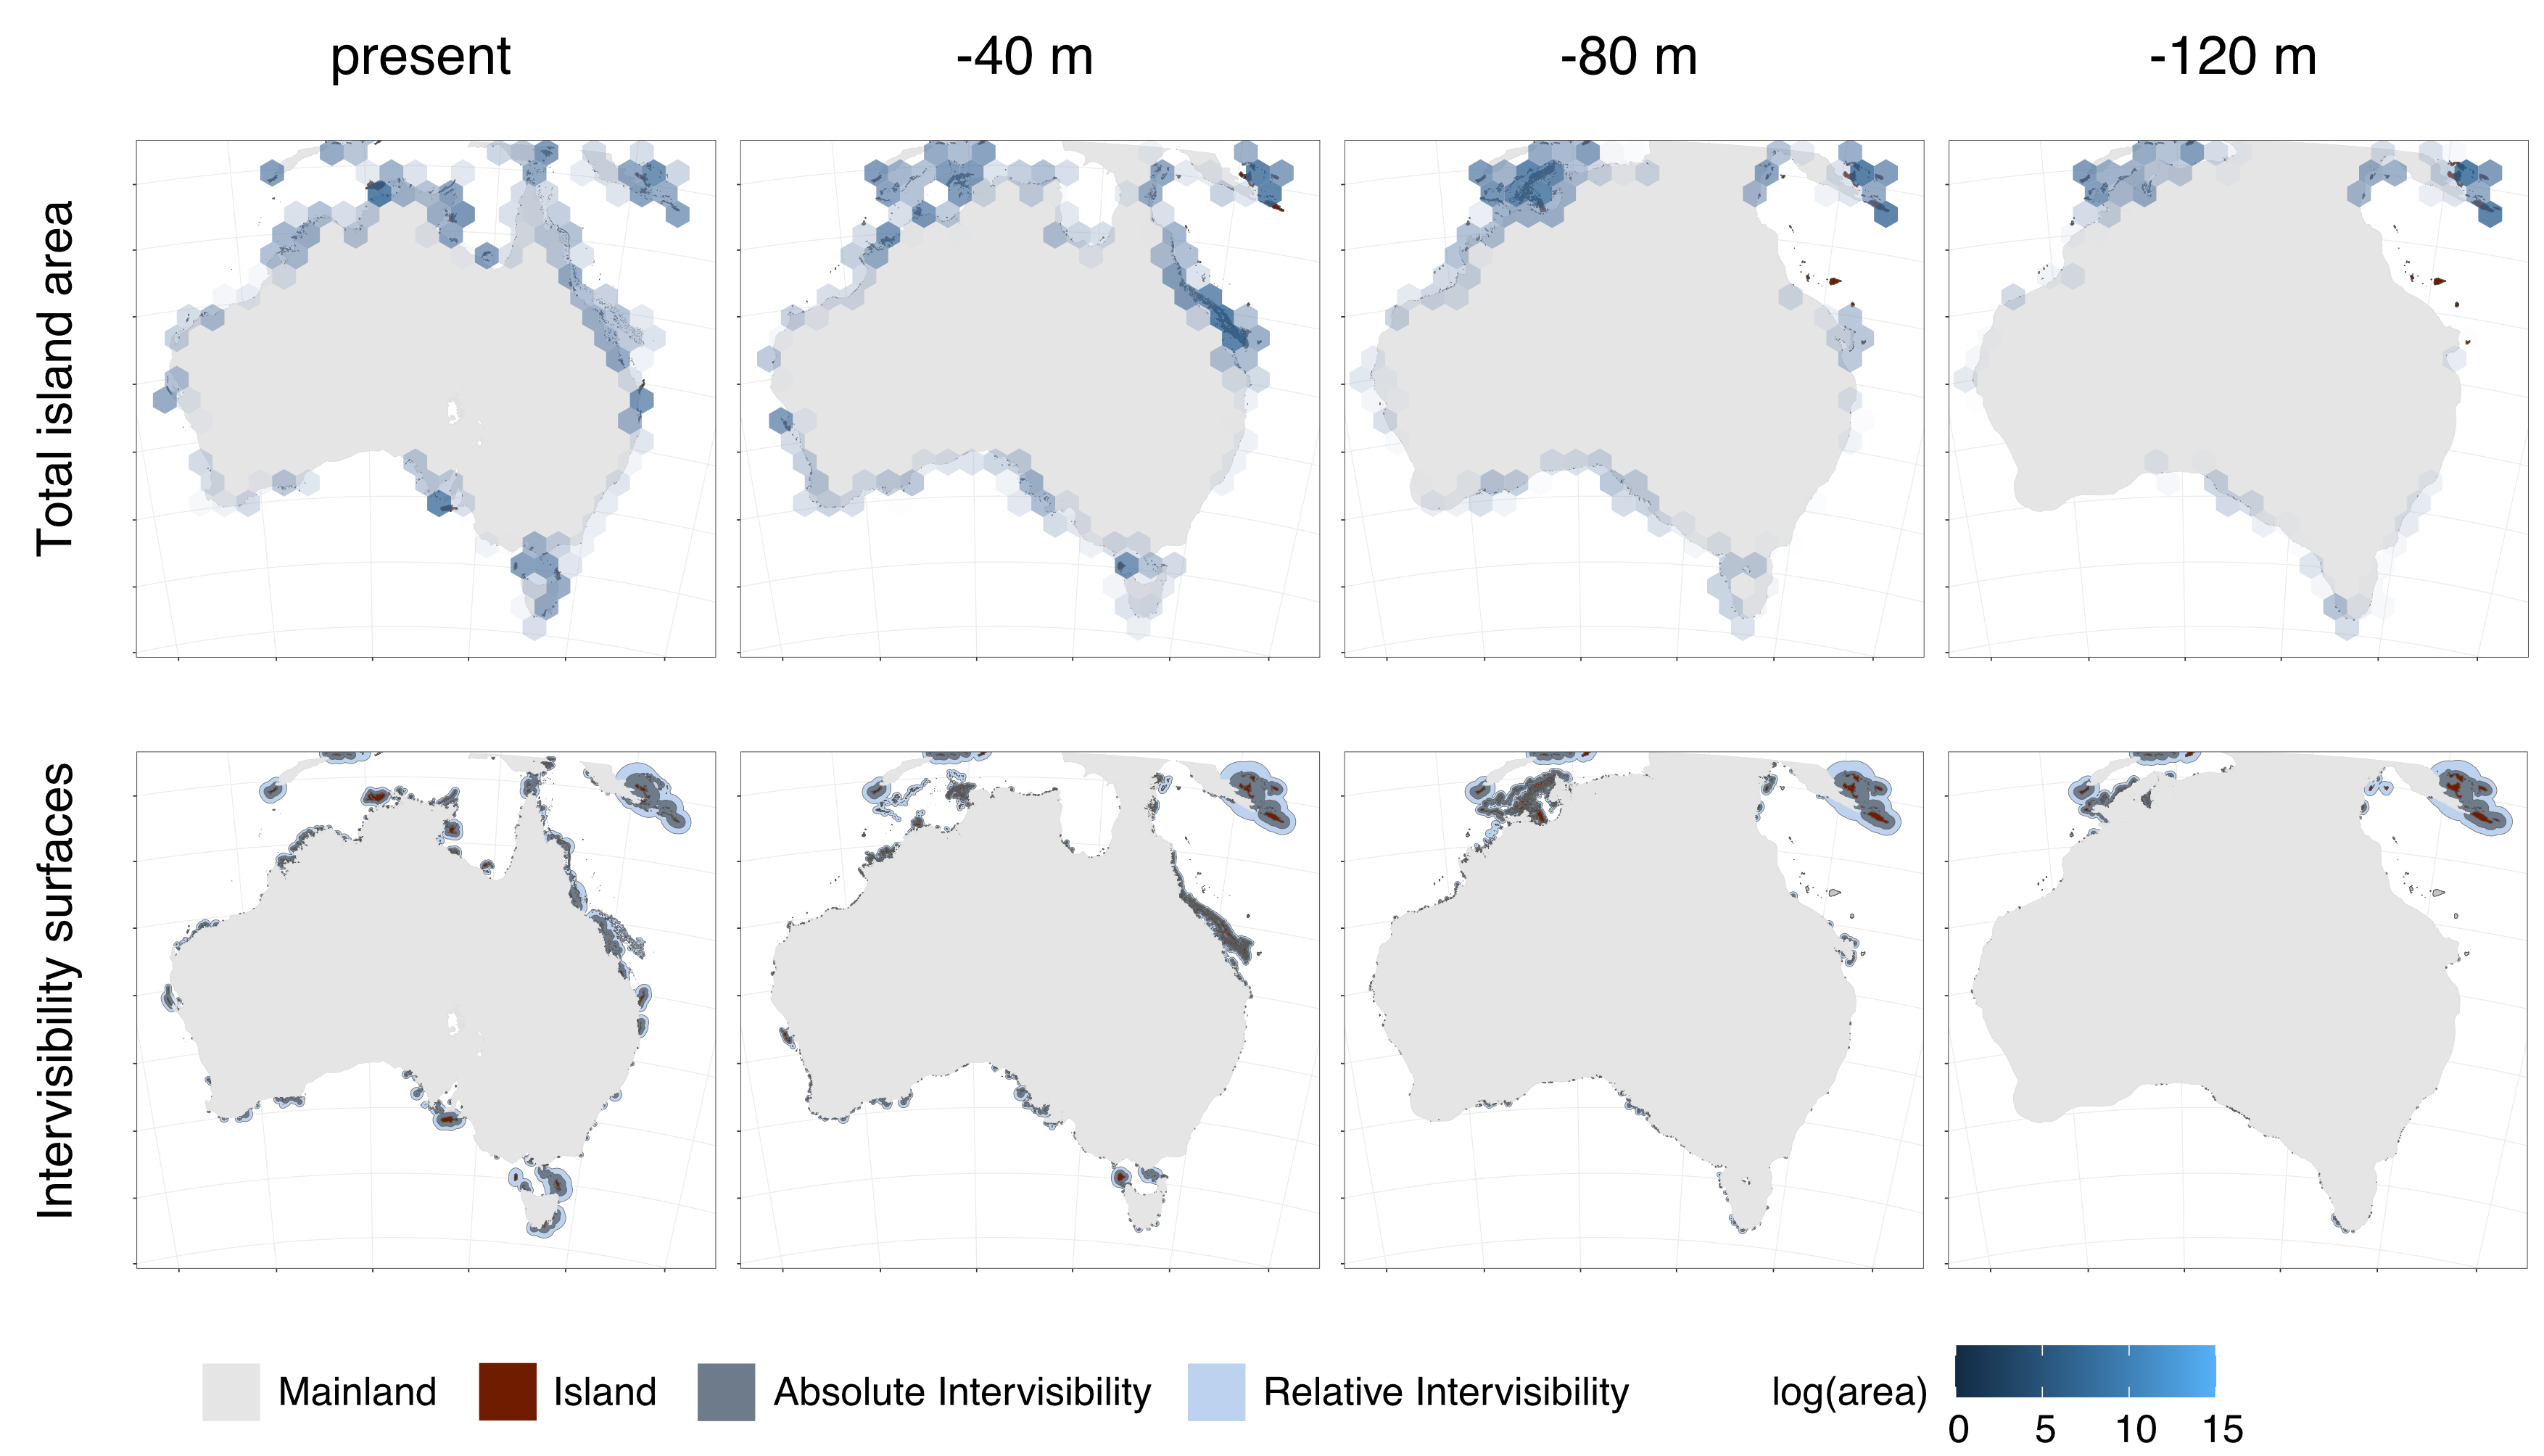 present
-40 m
-80 m
-120 m
Total island area
Intervisibility surfaces
Mainland
Island
Absolute Intervisibility
Relative Intervisibility
log(area)
0 5 10 15